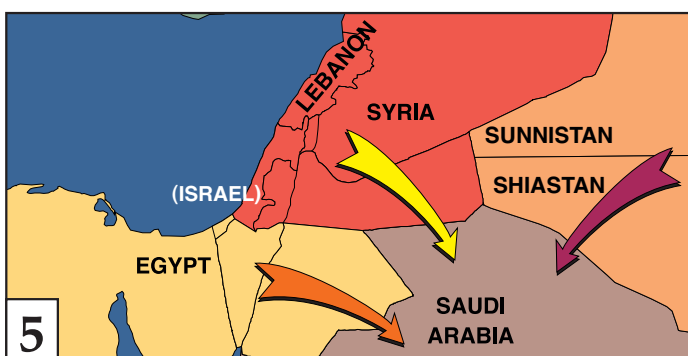 LEBANON
SYRIA
SUNNISTAN
SHIASTAN
(ISRAEL)
EGYPT
SAUDI
ARABIA
5